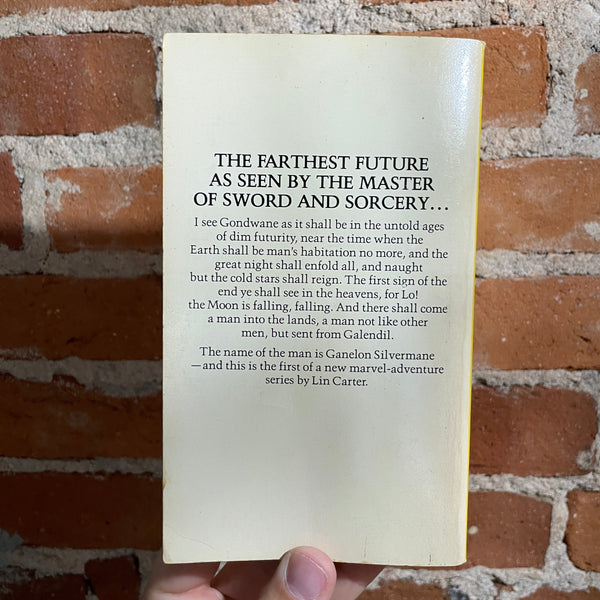 THE FARTHEST FUTURE
AS SEEN BY THE MASTER
OF SWORD AND SORCERY...
I see Gondwane as it shall be in the untold ages
of dim futurity, near the time when the
Earth shall be man's habitation no more, and the
great night shall enfold all, and naught
but the cold stars shall reign. The first sign of the
end ye shall see in the heavens, for Lo!
the Moon is falling, falling. And there shall come
a man into the lands, a man not like other
men, but sent from Galendil.
The name of the man is Ganelon Silvermane
—and this is the first of a new marvel-adventure
series by Lin Carter.